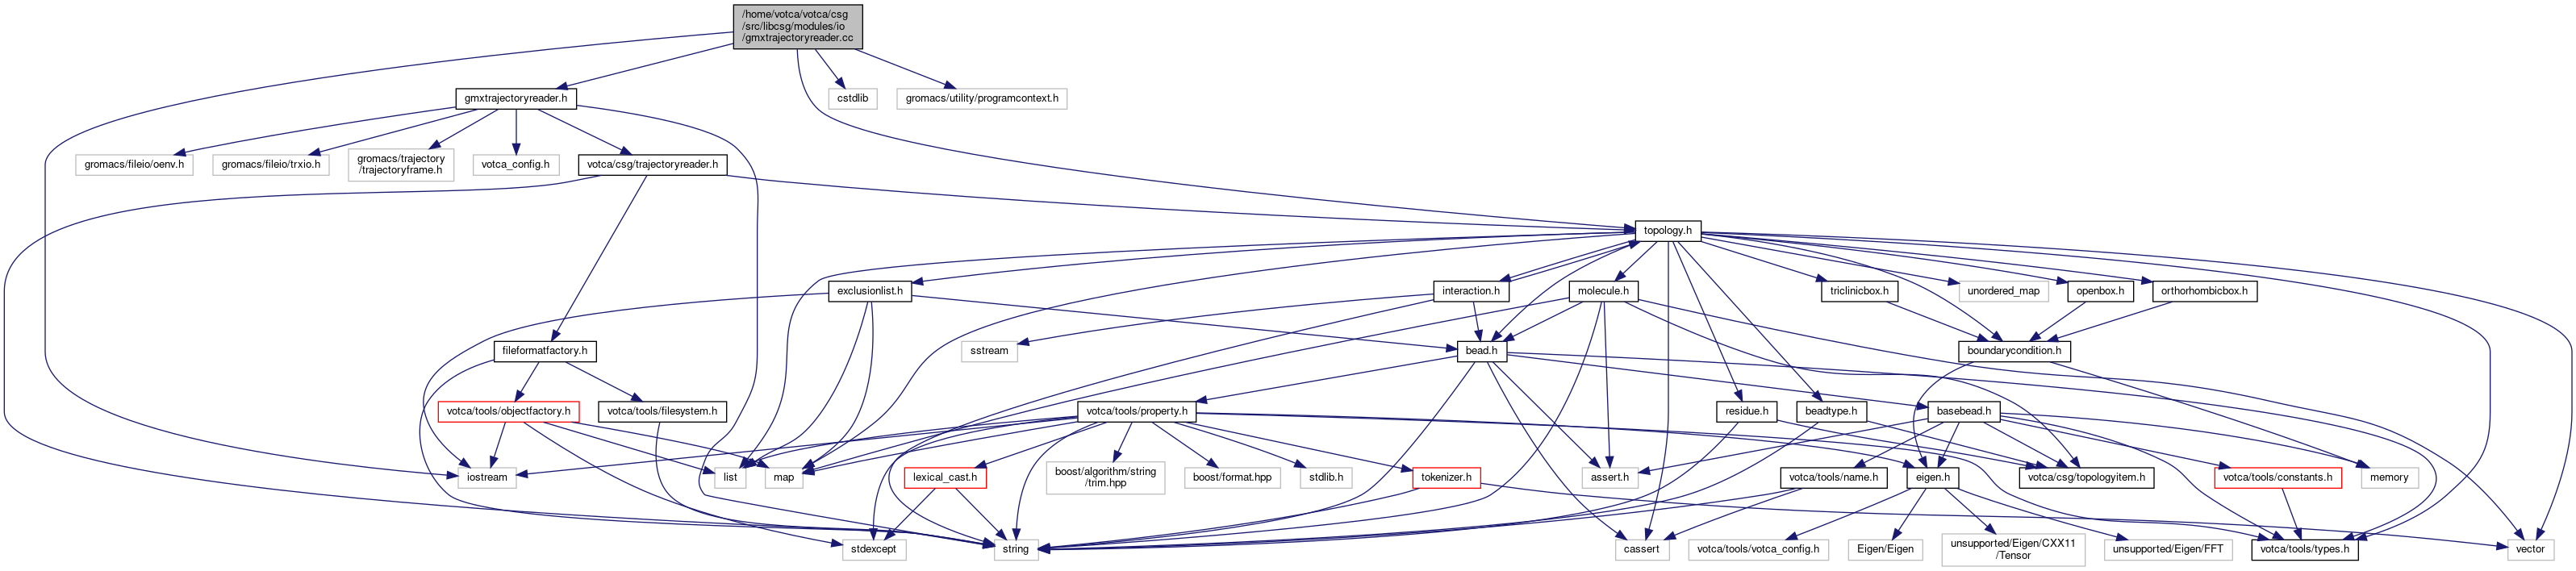 /home/votca/votca/csg
/src/libcsg/modules/io
/gmxtrajectoryreader.cc
gmxtrajectoryreader.h
cstdlib
gromacs/utility/programcontext.h
gromacs/fileio/oenv.h
gromacs/fileio/trxio.h
gromacs/trajectory
/trajectoryframe.h
votca_config.h
votca/csg/trajectoryreader.h
topology.h
exclusionlist.h
interaction.h
molecule.h
triclinicbox.h
unordered_map
openbox.h
orthorhombicbox.h
fileformatfactory.h
sstream
bead.h
boundarycondition.h
votca/tools/objectfactory.h
votca/tools/filesystem.h
votca/tools/property.h
residue.h
beadtype.h
basebead.h
iostream
list
map
lexical_cast.h
boost/algorithm/string
/trim.hpp
boost/format.hpp
stdlib.h
tokenizer.h
assert.h
votca/tools/name.h
eigen.h
votca/csg/topologyitem.h
votca/tools/constants.h
memory
stdexcept
string
cassert
votca/tools/votca_config.h
Eigen/Eigen
unsupported/Eigen/CXX11
/Tensor
unsupported/Eigen/FFT
votca/tools/types.h
vector